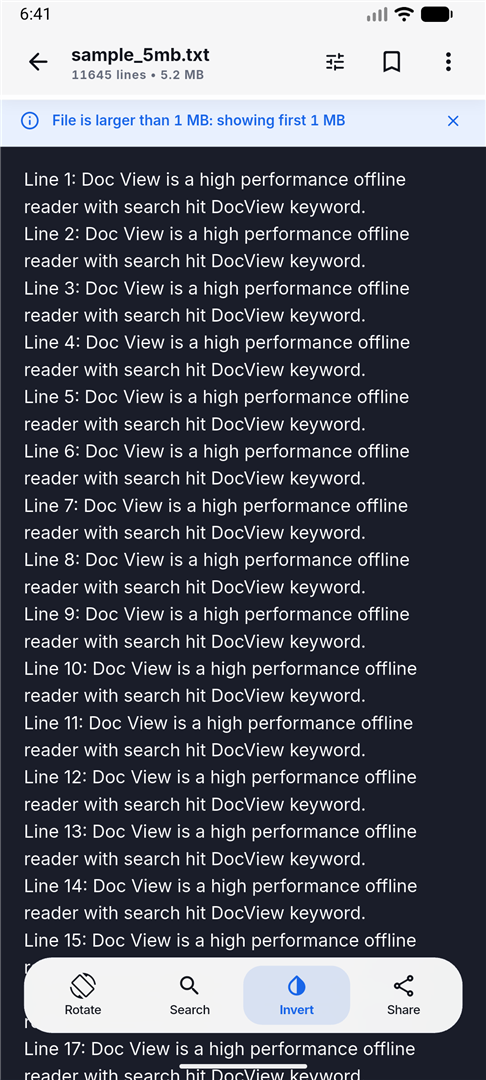 6:41
sample_5mb.txt
11645 lines • 5.2 MB
File is larger than 1 MB: showing first 1 MB
Line 1: Doc View is a high performance offline
reader with search hit DocView keyword.
Line 2: Doc View is a high performance offline
reader with search hit DocView keyword.
Line 3: Doc View is a high performance offline
reader with search hit DocView keyword.
Line 4: Doc View is a high performance offline
reader with search hit DocView keyword.
Line 5: Doc View is a high performance offline
reader with search hit DocView keyword.
Line 6: Doc View is a high performance offline
reader with search hit DocView keyword.
Line 7: Doc View is a high performance offline
reader with search hit DocView keyword.
Line 8: Doc View is a high performance offline
reader with search hit DocView keyword.
Line 9: Doc View is a high performance offline
reader with search hit DocView keyword.
Line 10: Doc View is a high performance offline
reader with search hit DocView keyword.
Line 11: Doc View is a high performance offline
reader with search hit DocView keyword.
Line 12: Doc View is a high performance offline
reader with search hit DocView keyword.
Line 13: Doc View is a high performance offline
reader with search hit DocView keyword.
Line 14: Doc View is a high performance offline
reader with search hit DocView keyword.
Line 15: Doc View is a high performance offline
Rotate
Search
Invert
Share
Line 17: Doc View is a high performance offline
reader with search hit DocView keyword.